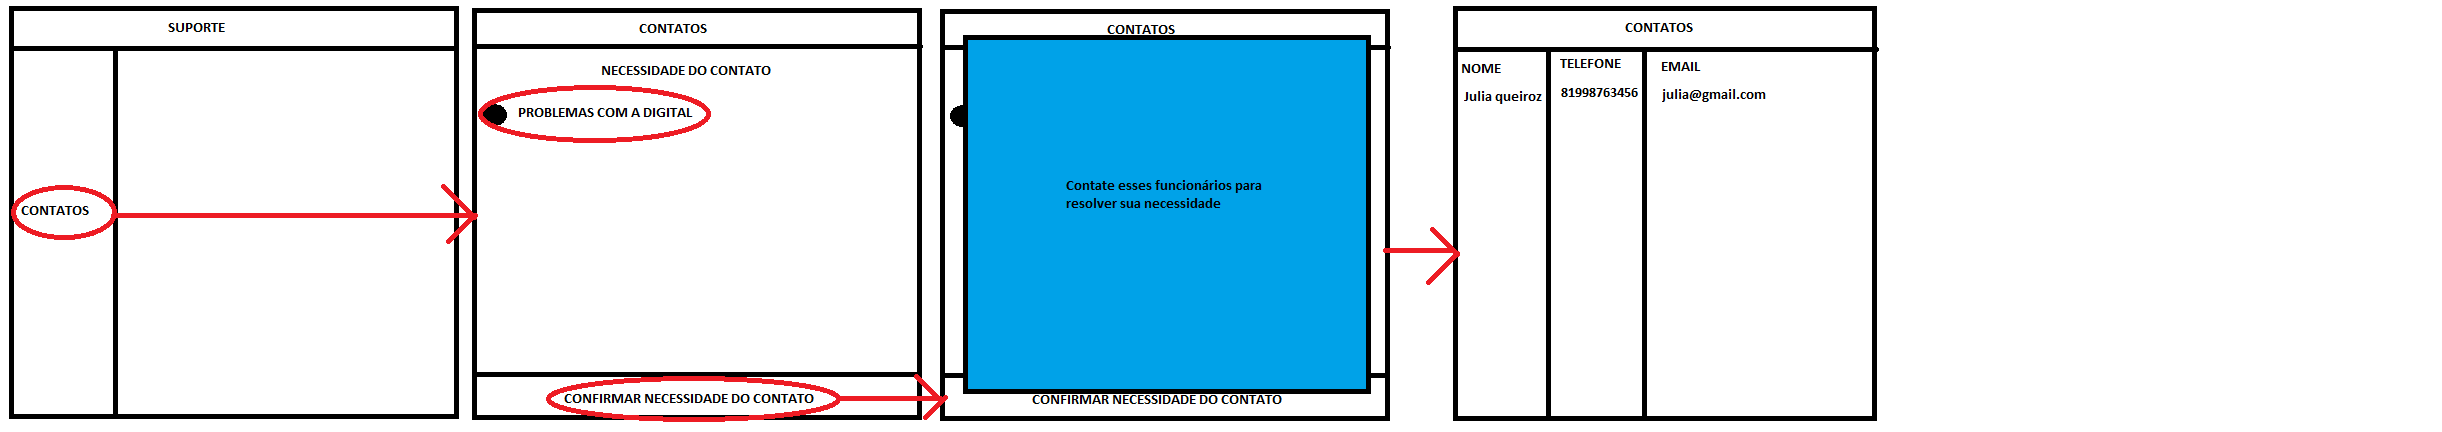 SUPORTE
CONTATOS
CONTATOS
NECESSIDADE DO CONTATO
PROBLEMAS COM A DIGITAL
CONFIRMAR NECESSIDADE DO CONTATO
CONTATOS
Contate esses funcionários para
resolver sua necessidade
CONFIRMAR NECESSIDADE DO CONTATO
CONTATOS
NOME TELEFONE EMAIL
Julia queiroz 81998763456 julia@gmail.com